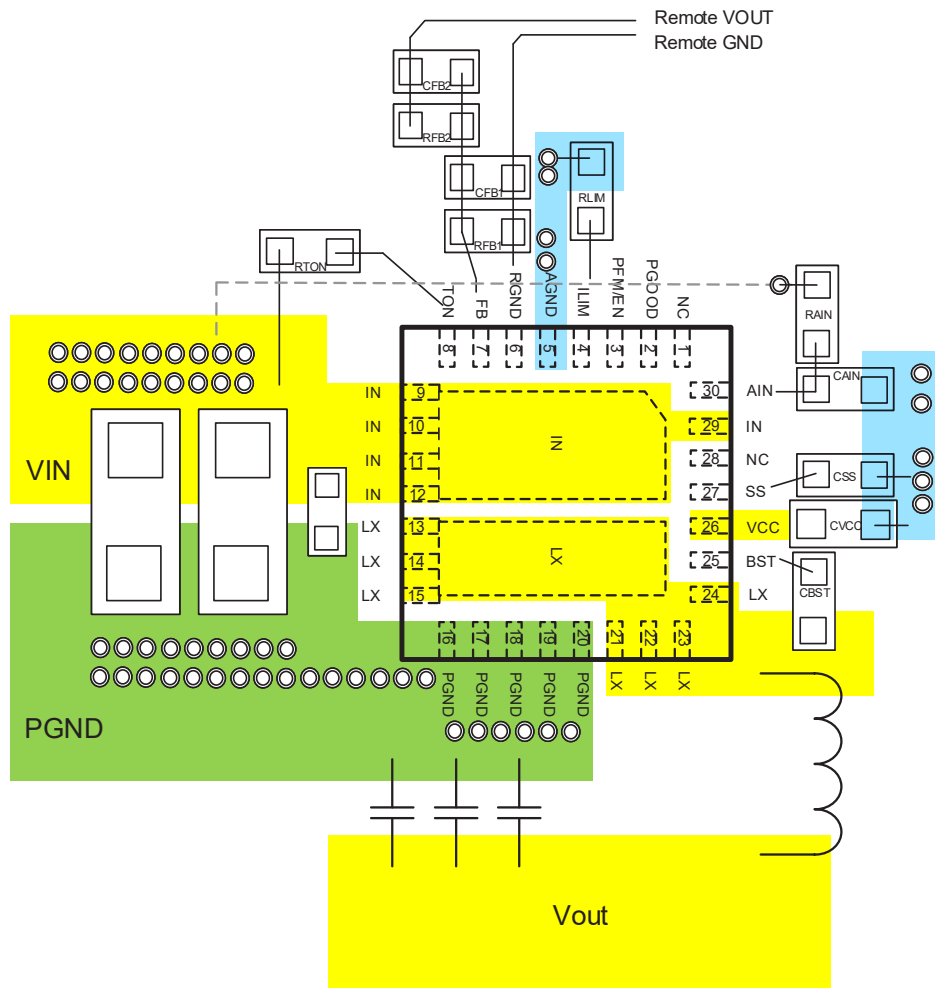 Remote VOUT
Remote GND
CFB2
RFB2
CFB1
RFB1
RLIM
RTON
RAIN
TON
FB
RGND
AGND
ILIM
PFM/EN
PGOOD
NC
8
7
6
5
4
3
2
1
IN 9
IN 10
IN 11
IN 12
LX 13
LX 14
LX 15
IN
LX
30 AIN
29 IN
28 NC
27 SS
26 VCC
25 BST
24 LX
CAIN
CSS
CVCC
CBST
16
17
18
19
20
21
22
23
PGND
PGND
PGND
PGND
PGND
LX
LX
LX
VIN
PGND
Vout